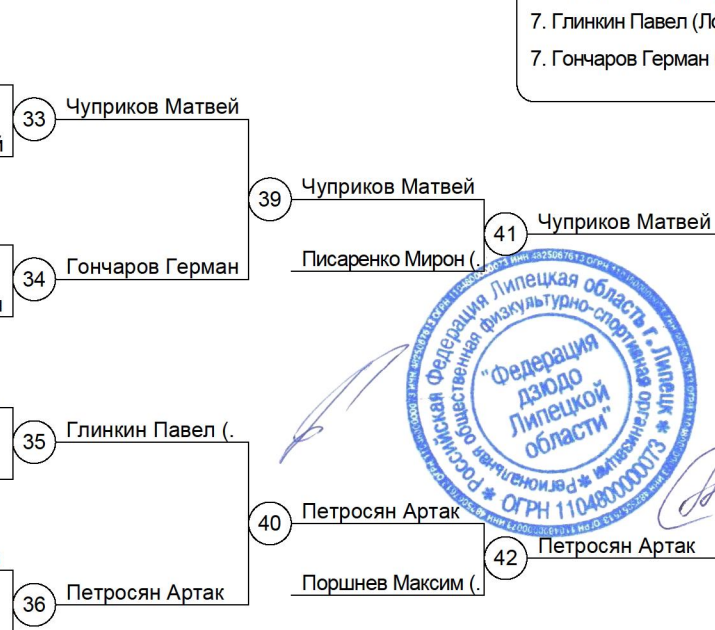 7. Глинкин Павел (Ло
7. Гончаров Герман
33 Чуприков Матвей
39 Чуприков Матвей
41 Чуприков Матвей
Писаренко Мирон (.
34 Гончаров Герман
35 Глинкин Павел (.
40 Петросян Артак
42 Петросян Артак
Поршнев Максим (.
36 Петросян Артак
Российская Федерация Липецкая область г. Липецк
* ОГРН 1104800000073 *
Региональная общественная физкультурно-спортивная организация
"Федерация
дзюдо
Липецкой
области"